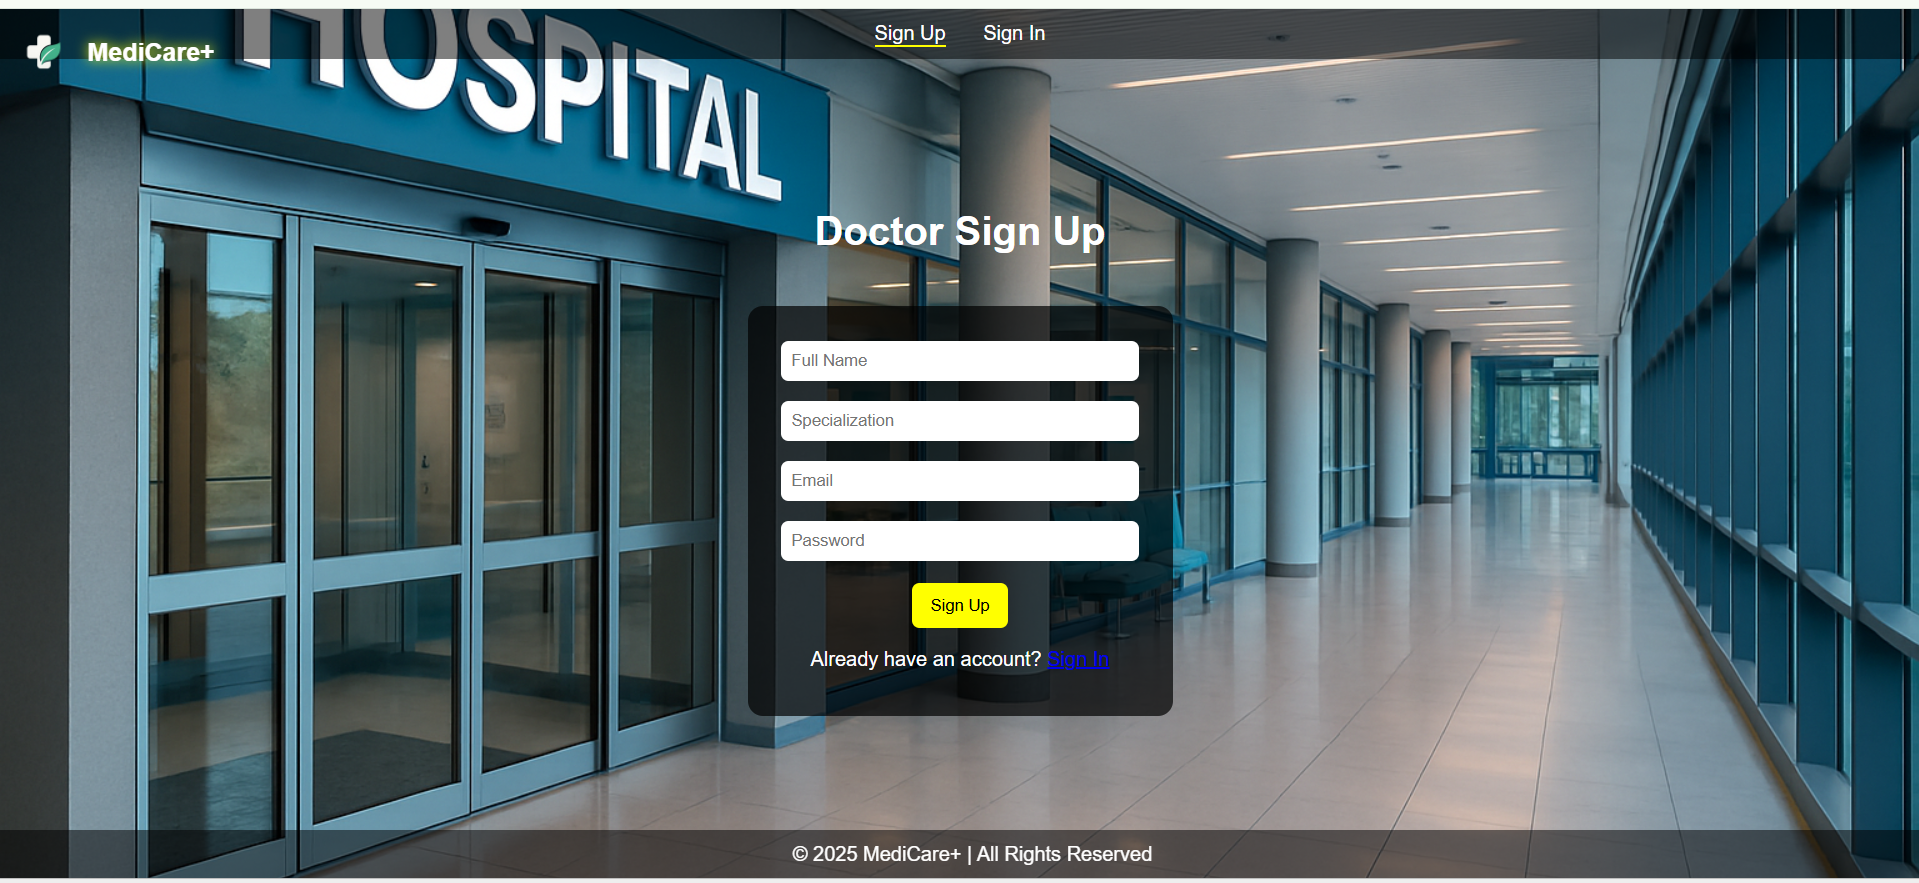 MediCare+
Sign Up
Sign In
HOSPITAL
Doctor Sign Up
Full Name
Specialization
Email
Password
Sign Up
Already have an account? Sign In
© 2025 MediCare+ | All Rights Reserved